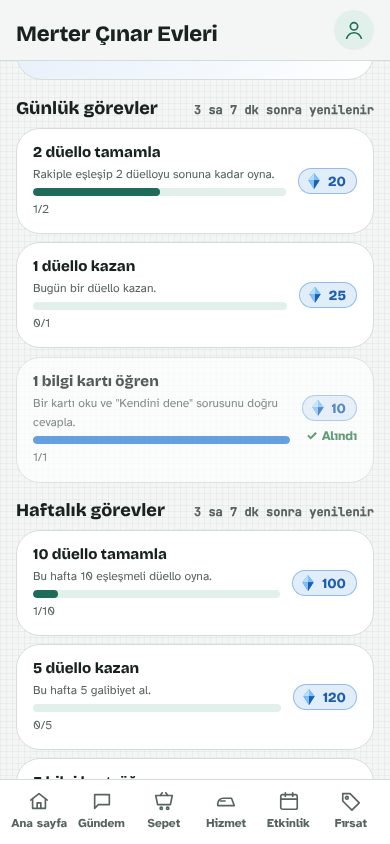 Merter Çınar Evleri
Günlük görevler
3 sa 7 dk sonra yenilenir
2 düello tamamla
Rakiple eşleşip 2 düelloyu sonuna kadar oyna.
20
1/2
1 düello kazan
Bugün bir düello kazan.
25
0/1
1 bilgi kartı öğren
Bir kartı oku ve "Kendini dene" sorusunu doğru
cevapla.
10
✓ Alındı
1/1
Haftalık görevler
3 sa 7 dk sonra yenilenir
10 düello tamamla
Bu hafta 10 eşleşmeli düello oyna.
100
1/10
5 düello kazan
Bu hafta 5 galibiyet al.
120
0/5
Ana sayfa
Gündem
Sepet
Hizmet
Etkinlik
Fırsat